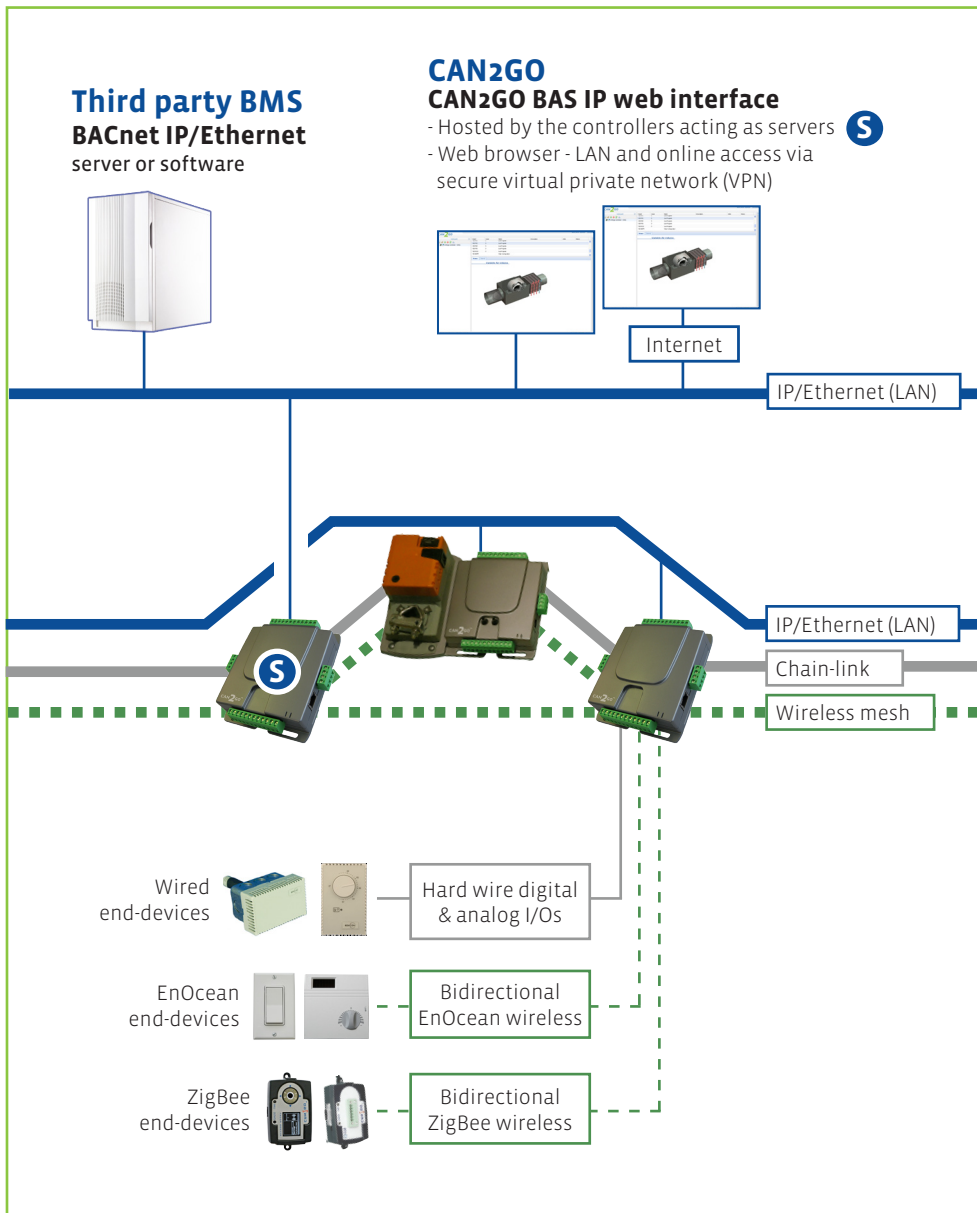 Third party BMS
BACnet IP/Ethernet
server or software
CAN2GO
CAN2GO BAS IP web interface
- Hosted by the controllers acting as servers S
- Web browser - LAN and online access via
secure virtual private network (VPN)
Internet
IP/Ethernet (LAN)
IP/Ethernet (LAN)
S
Chain-link
Wireless mesh
Wired
end-devices
Hard wire digital
& analog I/Os
EnOcean
end-devices
Bidirectional
EnOcean wireless
ZigBee
end-devices
Bidirectional
ZigBee wireless